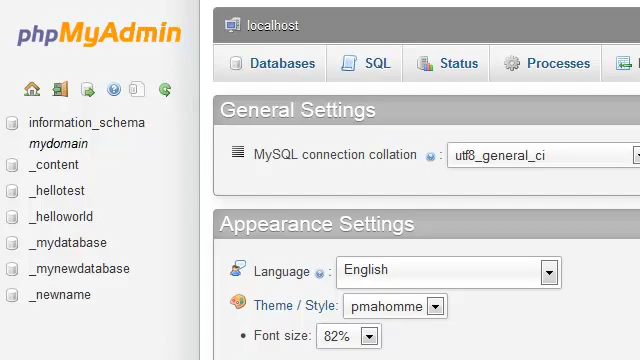 phpMyAdmin
localhost
Databases
SQL
Status
Processes
information_schema
mydomain
_content
_hellotest
_helloworld
_mydatabase
_mynewdatabase
_newname
General Settings
MySQL connection collation : utf8_general_ci
Appearance Settings
Language : English
Theme / Style: pmahomme
• Font size: 82%